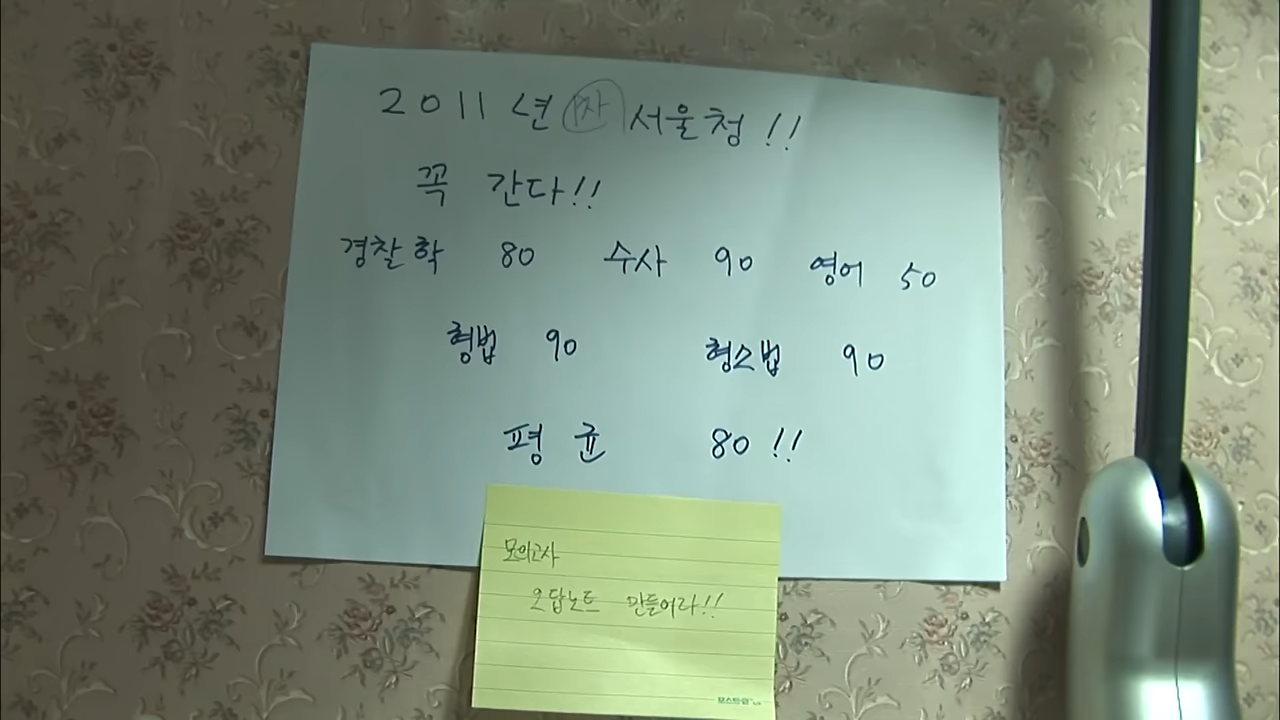 2011년 1차 서울청!!
꼭 간다!!
경찰학 80 수사 90 영어 50
형법 90 형소법 90
평균 80!!
모의고사
오답노트 만들어라!!